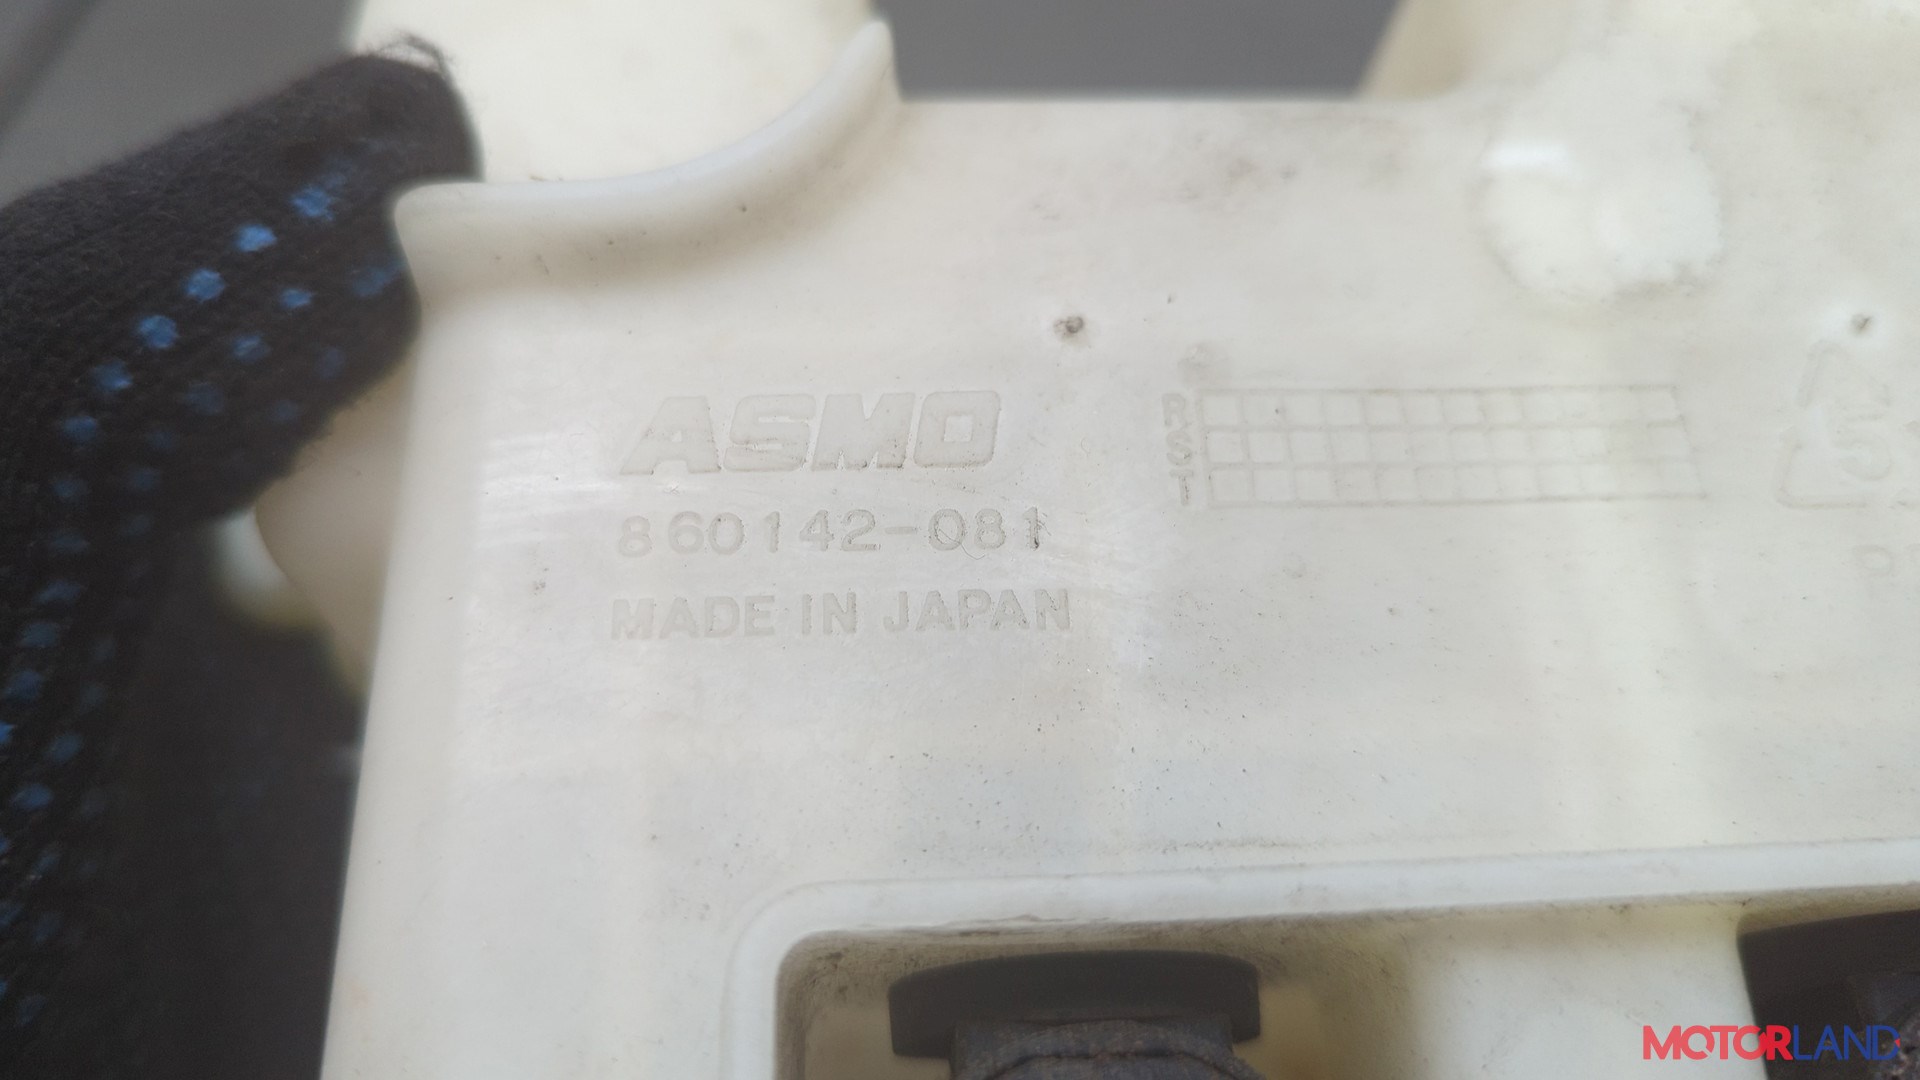 ASMO
860142-081
MADE IN JAPAN
R
S
T
MOTORLAND